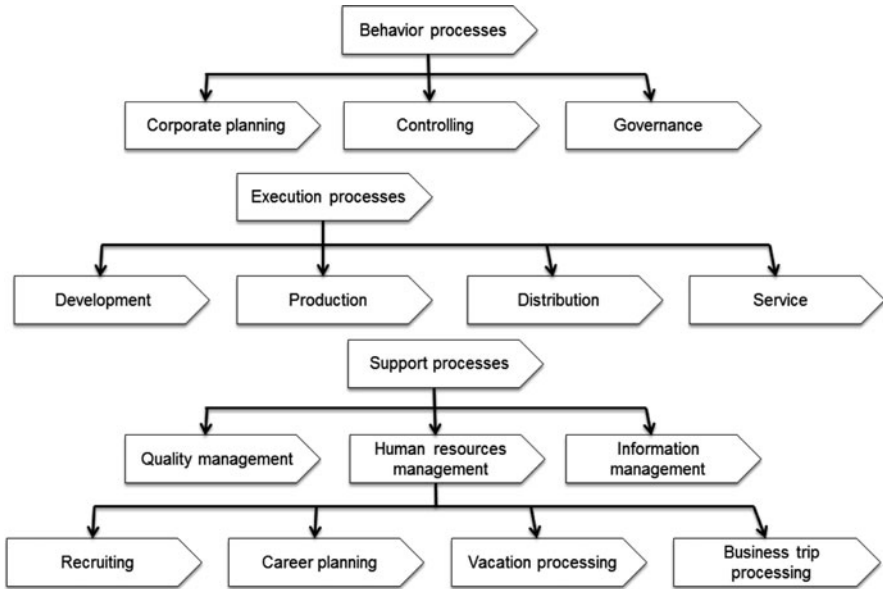 Behavior processes
Corporate planning
Controlling
Governance
Execution processes
Development
Production
Distribution
Service
Support processes
Quality management
Human resources
management
Information
management
Recruiting
Career planning
Vacation processing
Business trip
processing